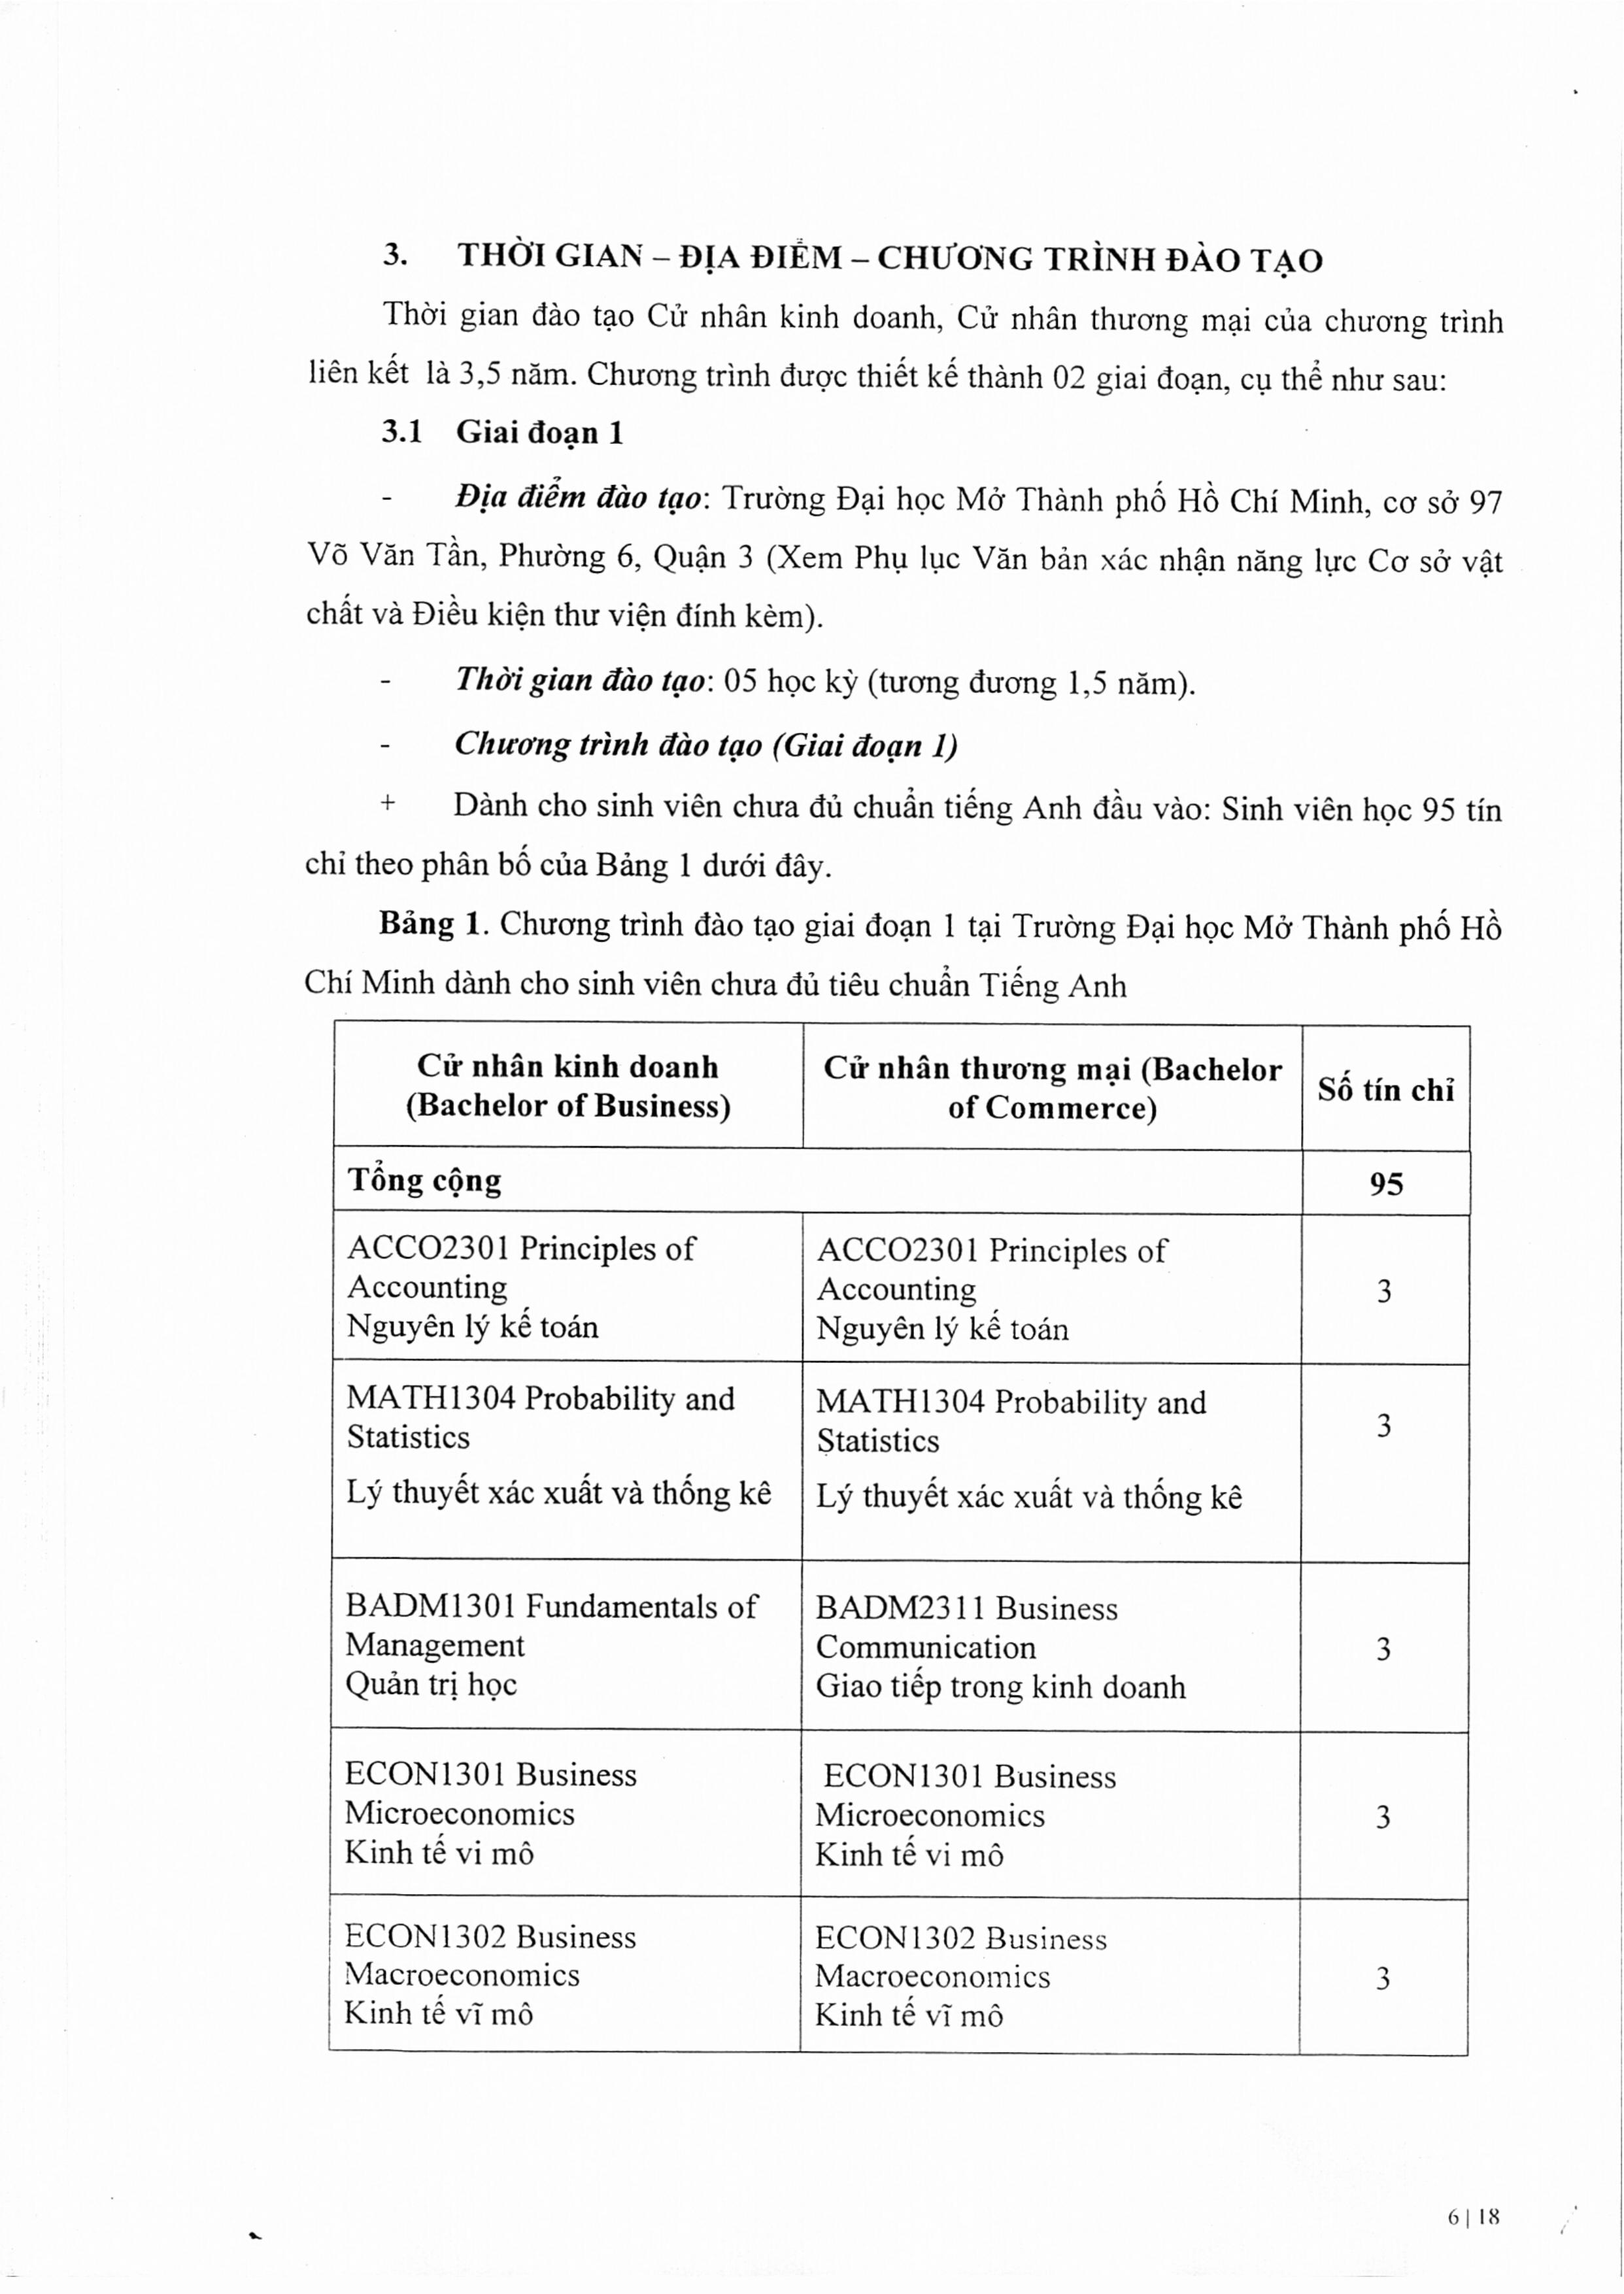 3. THỜI GIAN – ĐỊA ĐIỂM – CHƯƠNG TRÌNH ĐÀO TẠO
Thời gian đào tạo Cử nhân kinh doanh, Cử nhân thương mại của chương trình
liên kết là 3,5 năm. Chương trình được thiết kế thành 02 giai đoạn, cụ thể như sau:
3.1 Giai đoạn 1
- Địa điểm đào tạo: Trường Đại học Mở Thành phố Hồ Chí Minh, cơ sở 97
Võ Văn Tần, Phường 6, Quận 3 (Xem Phụ lục Văn bản xác nhận năng lực Cơ sở vật
chất và Điều kiện thư viện đính kèm).
- Thời gian đào tạo: 05 học kỳ (tương đương 1,5 năm).
- Chương trình đào tạo (Giai đoạn 1)
+ Dành cho sinh viên chưa đủ chuẩn tiếng Anh đầu vào: Sinh viên học 95 tín
chỉ theo phân bố của Bảng 1 dưới đây.
Bảng 1. Chương trình đào tạo giai đoạn 1 tại Trường Đại học Mở Thành phố Hồ
Chí Minh dành cho sinh viên chưa đủ tiêu chuẩn Tiếng Anh
Cử nhân kinh doanh
(Bachelor of Business)
Cử nhân thương mại (Bachelor
of Commerce)
Số tín chỉ
Tổng cộng
95
ACCO2301 Principles of
Accounting
Nguyên lý kế toán
ACCO2301 Principles of
Accounting
Nguyên lý kế toán
3
MATH1304 Probability and
Statistics
Lý thuyết xác xuất và thống kê
MATH1304 Probability and
Statistics
Lý thuyết xác xuất và thống kê
3
BADM1301 Fundamentals of
Management
Quản trị học
BADM2311 Business
Communication
Giao tiếp trong kinh doanh
3
ECON1301 Business
Microeconomics
Kinh tế vi mô
ECON1301 Business
Microeconomics
Kinh tế vi mô
3
ECON1302 Business
Macroeconomics
Kinh tế vĩ mô
ECON1302 Business
Macroeconomics
Kinh tế vĩ mô
3
6 | 18